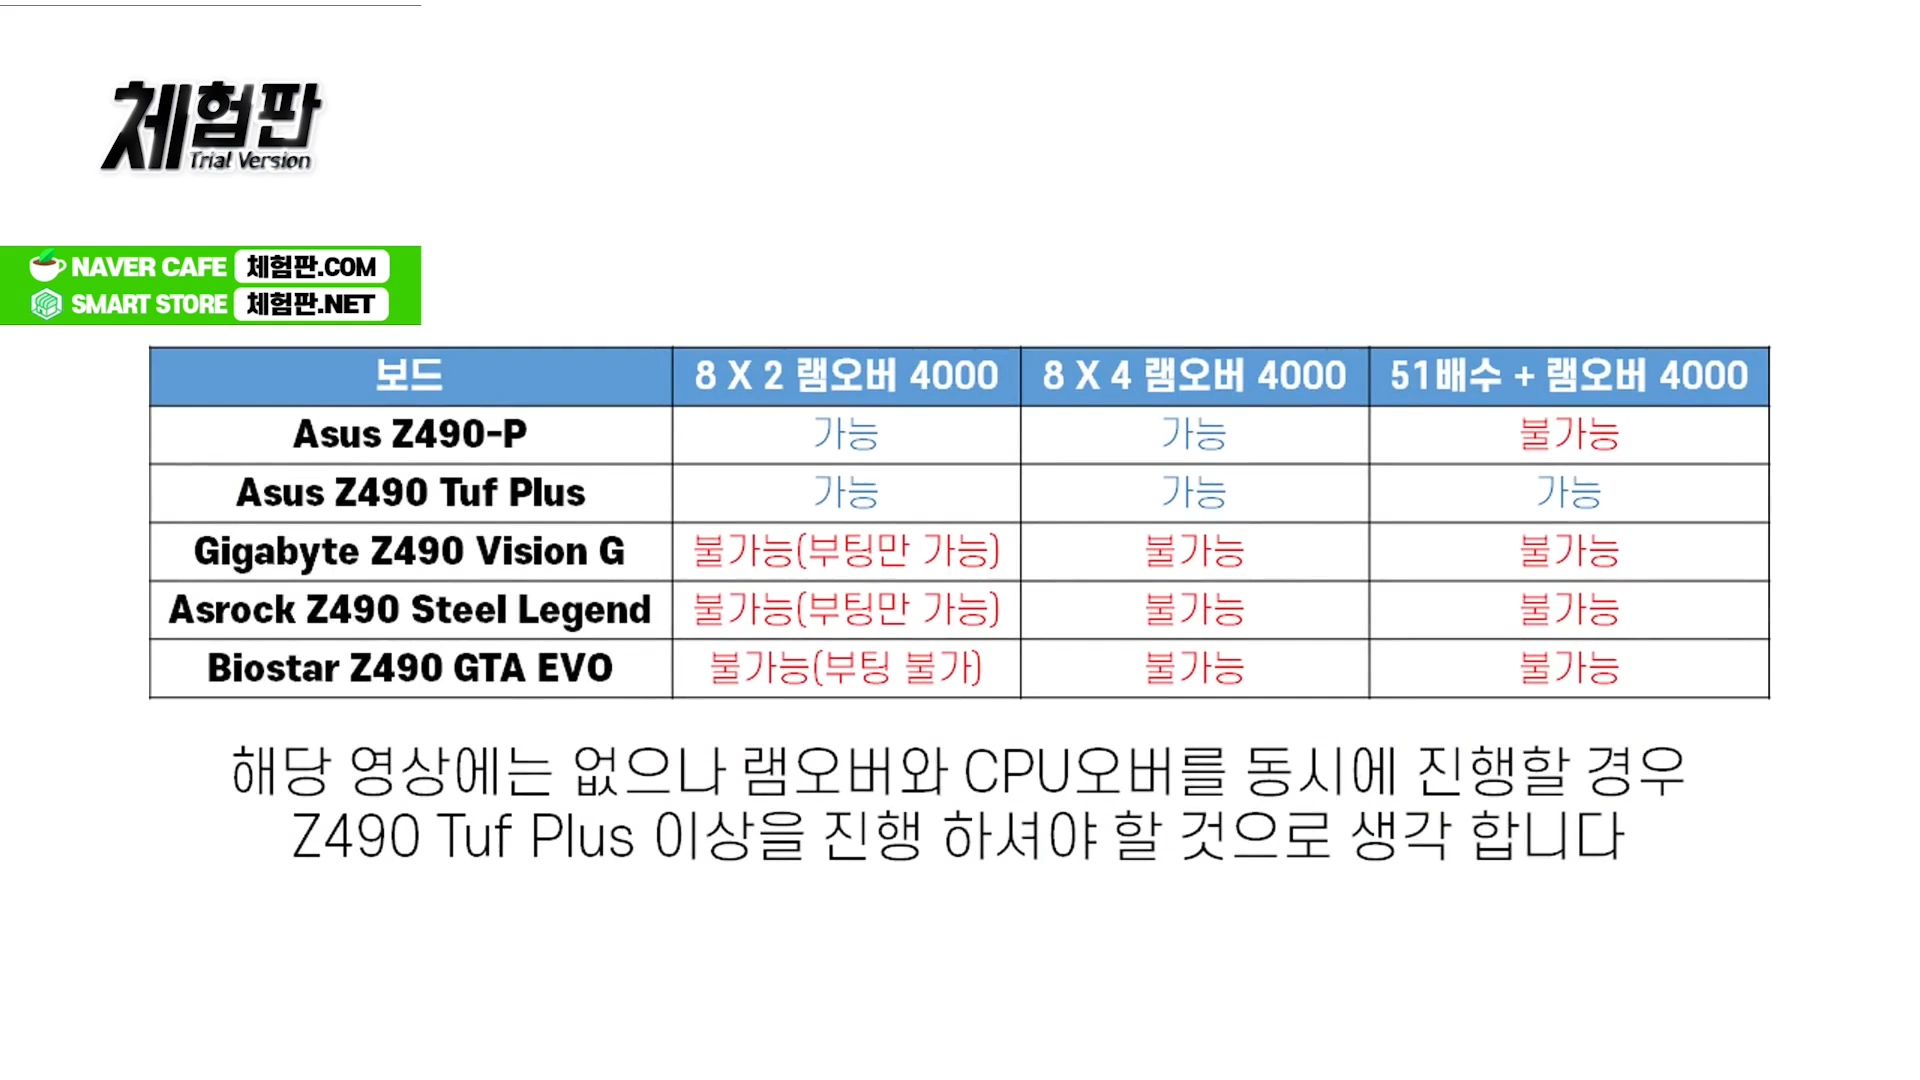 체험판
Trial Version
NAVER CAFE 체험판.COM
SMART STORE 체험판.NET
보드 8 X 2 램오버 4000 8 X 4 램오버 4000 51배수 + 램오버 4000
Asus Z490-P 가능 가능 불가능
Asus Z490 Tuf Plus 가능 가능 가능
Gigabyte Z490 Vision G 불가능(부팅만 가능) 불가능 불가능
Asrock Z490 Steel Legend 불가능(부팅만 가능) 불가능 불가능
Biostar Z490 GTA EVO 불가능(부팅 불가) 불가능 불가능
해당 영상에는 없으나 램오버와 CPU오버를 동시에 진행할 경우
Z490 Tuf Plus 이상을 진행 하셔야 할 것으로 생각 합니다